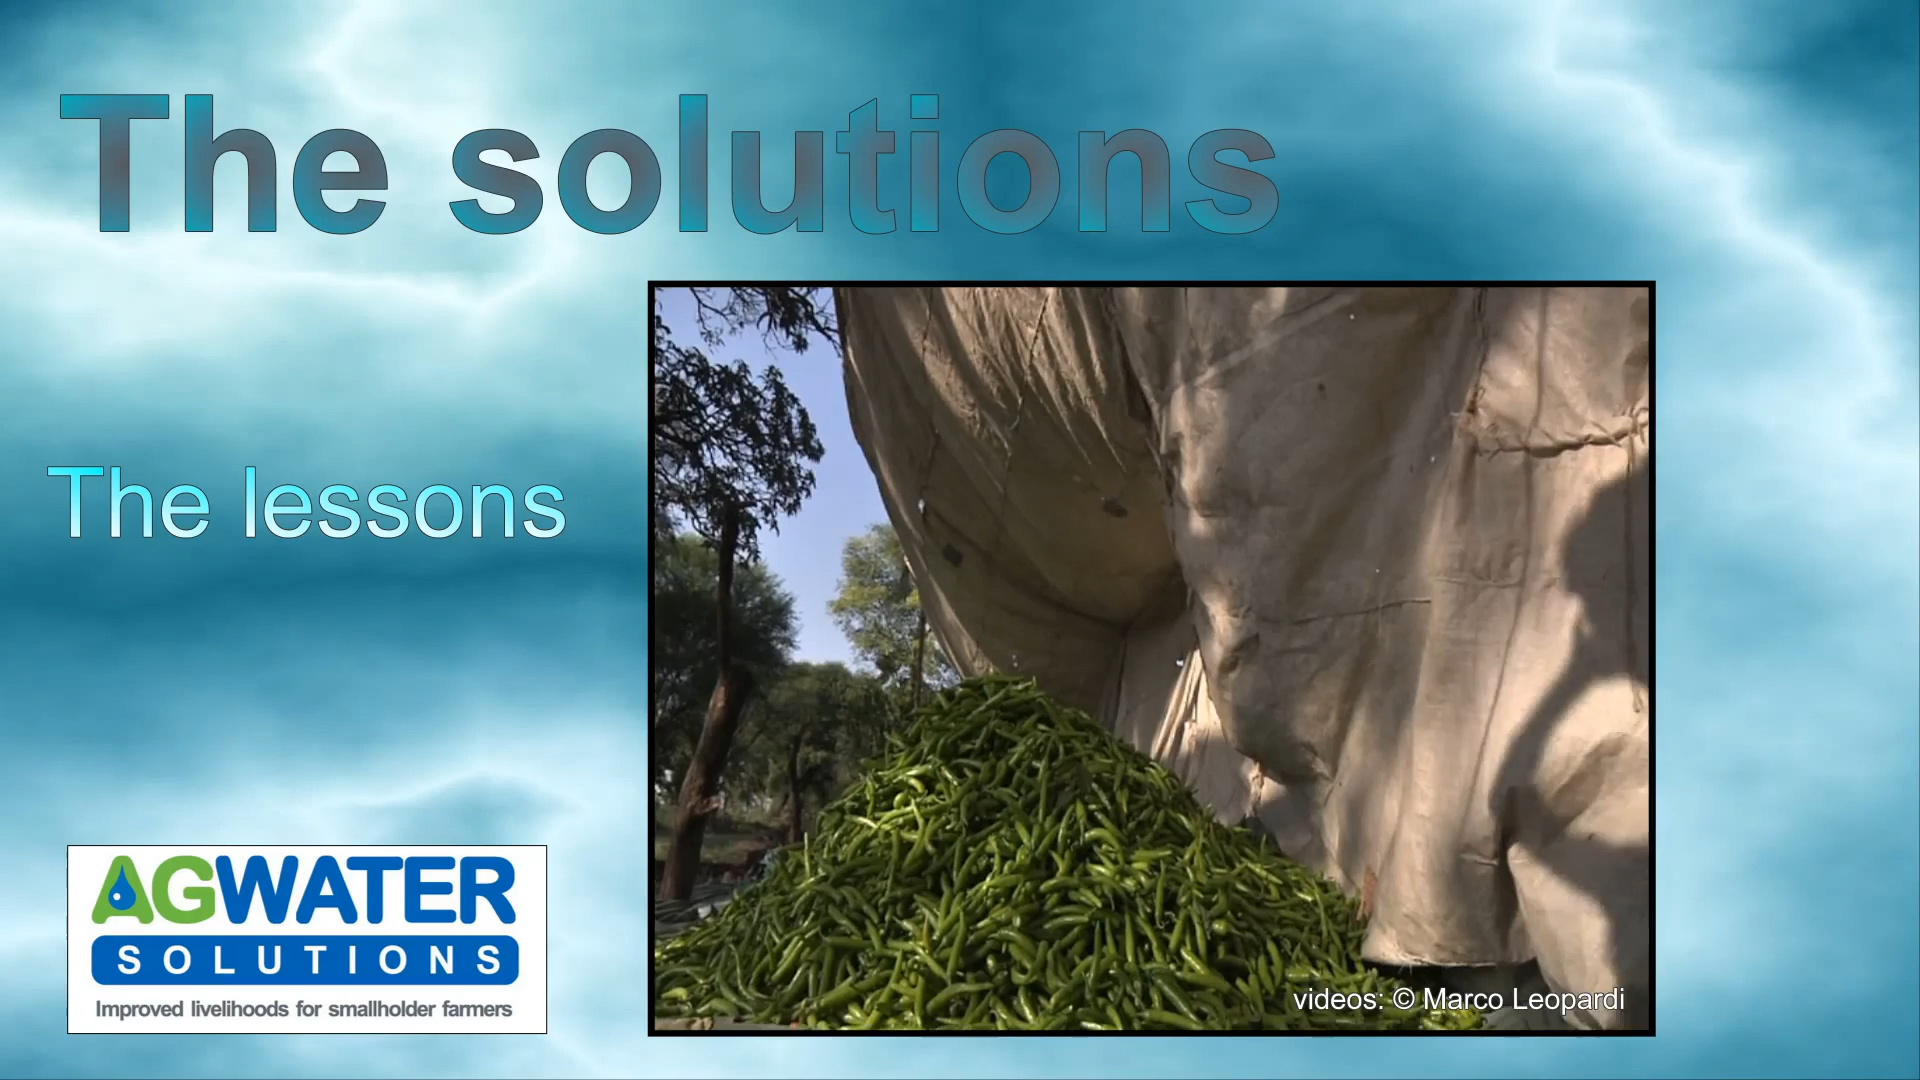 The solutions
The lessons
AGWATER
SOLUTIONS
Improved livelihoods for smallholder farmers
videos: © Marco Leopardi